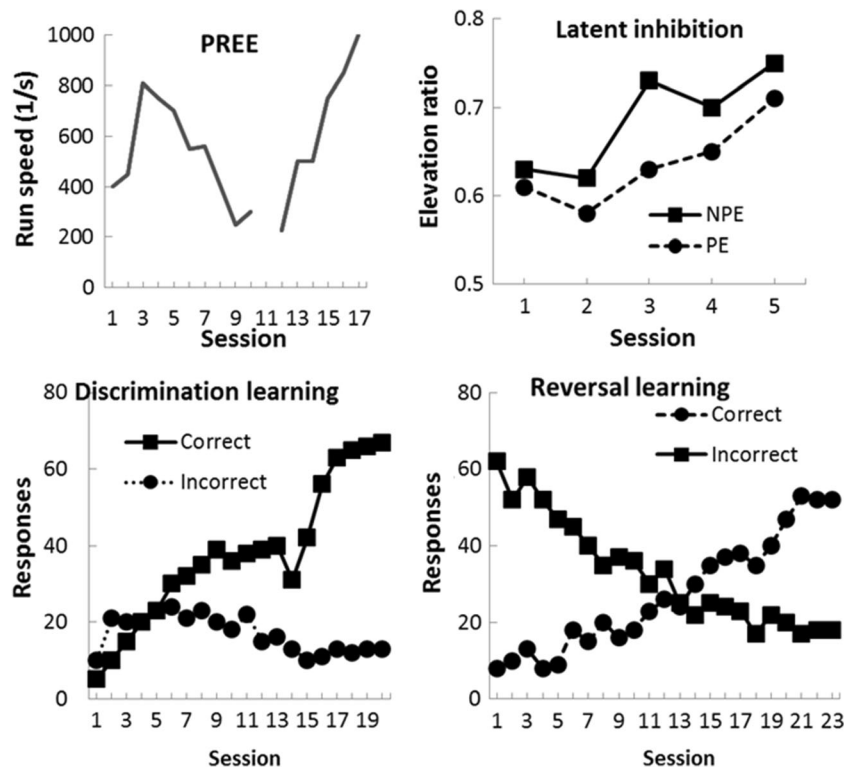 PREE
Run speed (1/s)
1000
800
600
400
200
0
1 3 5 7 9 11 13 15 17
Session
Latent inhibition
Elevation ratio
0.8
0.7
0.6
0.5
NPE
PE
1 2 3 4 5
Session
Discrimination learning
Responses
80
60
40
20
0
Correct
Incorrect
1 3 5 7 9 11 13 15 17 19
Session
Reversal learning
Responses
80
60
40
20
0
Correct
Incorrect
1 3 5 7 9 11 13 15 17 19 21 23
Session